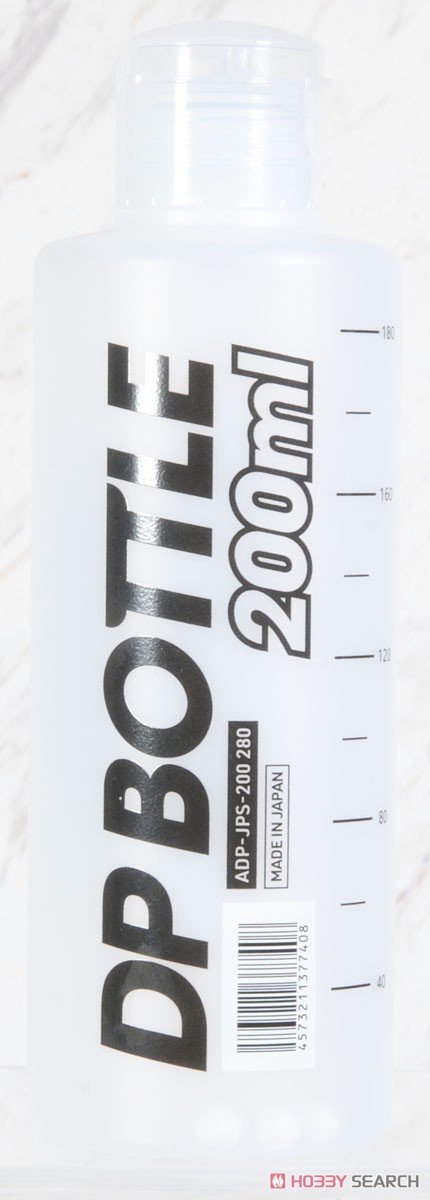 DP BOTTLE
200ml
ADP-JPS-200 280
MADE IN JAPAN
4573211377408
180
160
120
80
40
HOBBY SEARCH